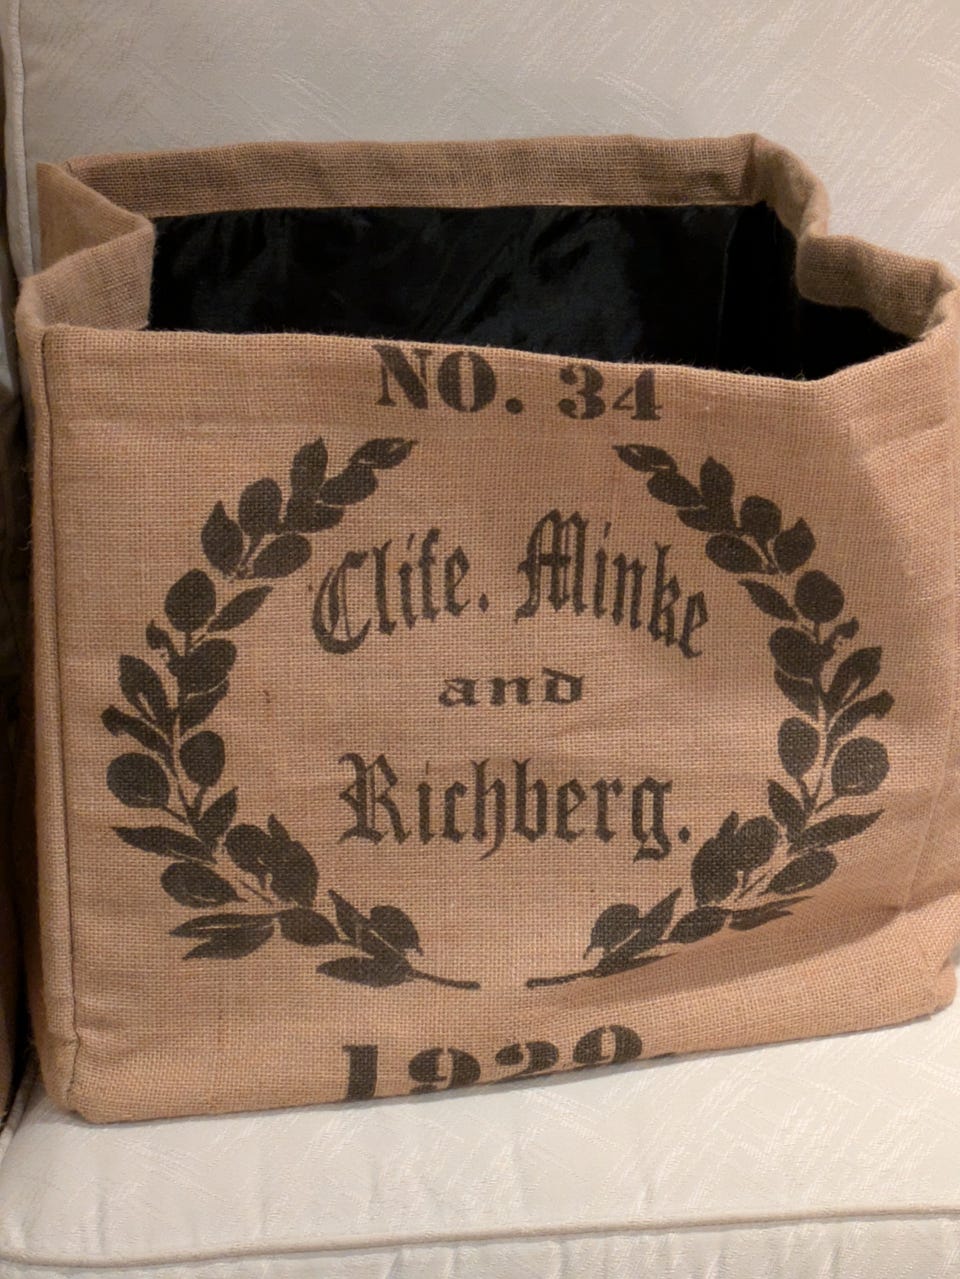 NO. 34
Clife. Minke
and
Richberg.
1929.